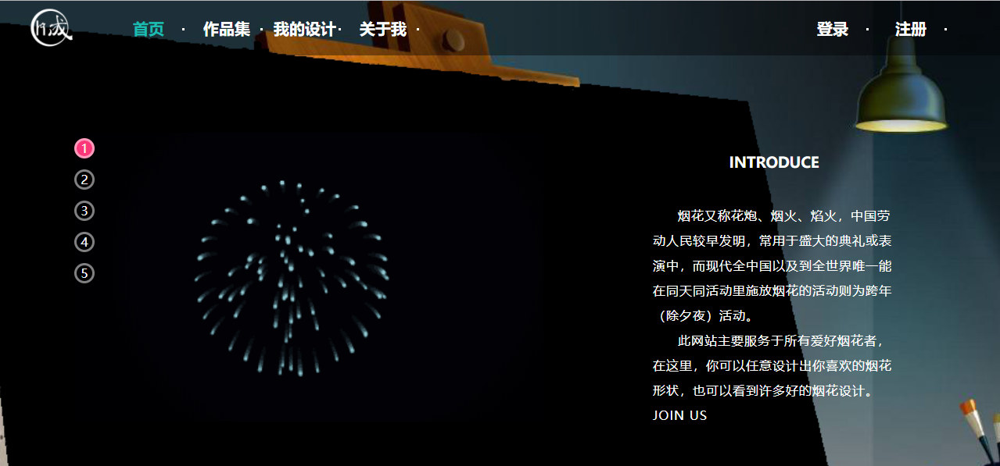 首页 · 作品集 · 我的设计 · 关于我 · 登录 · 注册 ·
1
2
3
4
5
INTRODUCE
烟花又称花炮、烟火、焰火，中国劳
动人民较早发明，常用于盛大的典礼或表
演中，而现代全中国以及到全世界唯一能
在同天同活动里施放烟花的活动则为跨年
（除夕夜）活动。
此网站主要服务于所有爱好烟花者，
在这里，你可以任意设计出你喜欢的烟花
形状，也可以看到许多好的烟花设计。
JOIN US